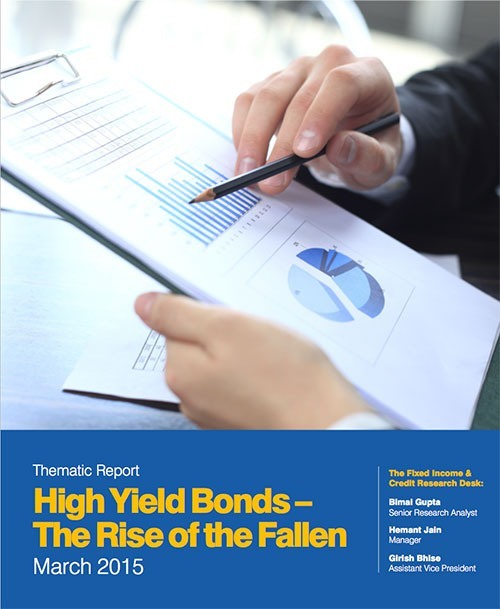 Thematic Report
High Yield Bonds –
The Rise of the Fallen
March 2015
The Fixed Income &
Credit Research Desk:
Bimal Gupta
Senior Research Analyst
Hemant Jain
Manager
Girish Bhise
Assistant Vice President